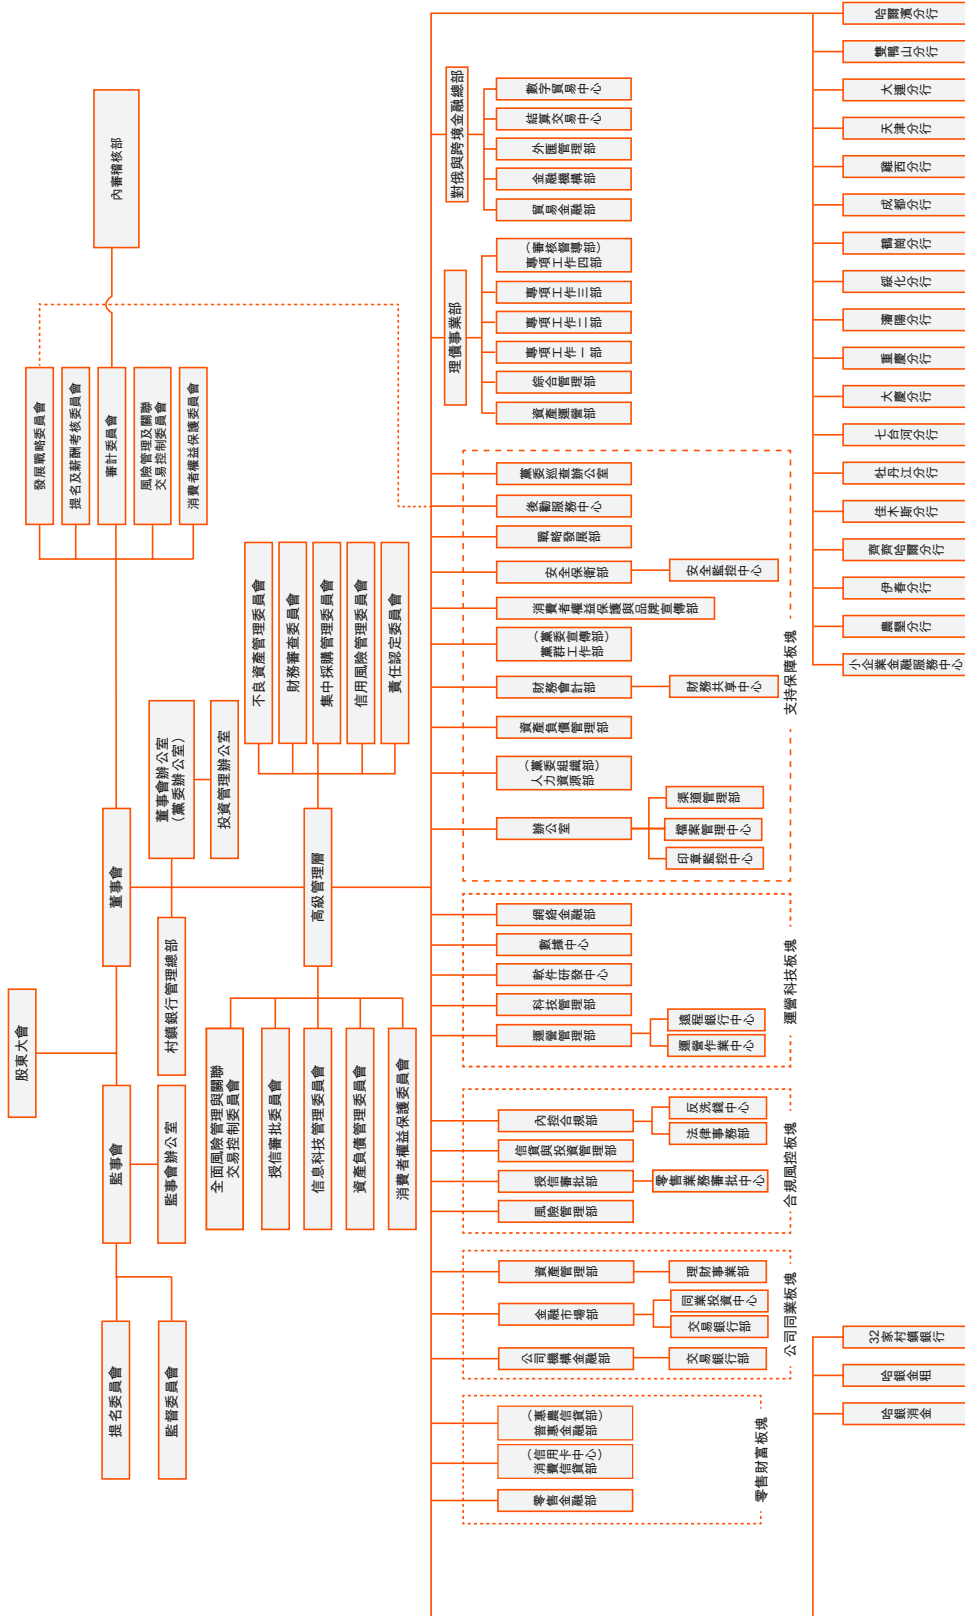 股東大會
監事會
董事會
提名委員會
監督委員會
監事會辦公室
村鎮銀行管理總部
董事會辦公室
(黨委辦公室)
投資管理辦公室
發展戰略委員會
提名及薪酬考核委員會
審計委員會
風險管理及關聯
交易控制委員會
消費者權益保護委員會
內審稽核部
高級管理層
全面風險管理與關聯
交易控制委員會
授信審批委員會
信息科技管理委員會
資產負債管理委員會
消費者權益保護委員會
不良資產管理委員會
財務審查委員會
集中採購管理委員會
信用風險管理委員會
責任認定委員會
零售財富板塊
零售金融部
(信用卡中心)
消費信貸部
(惠農信貸部)
普惠金融部
公司同業板塊
公司機構金融部
交易銀行部
金融市場部
同業投資中心
交易銀行部
資產管理部
理財事業部
合規風控板塊
風險管理部
授信審批部
零售業務審批中心
信貸與投資管理部
內控合規部
反洗錢中心
法律事務部
運營科技板塊
運營管理部
遠程銀行中心
運營作業中心
科技管理部
軟件研發中心
數據中心
網絡金融部
支持保障板塊
辦公室
渠道管理部
檔案管理中心
印章監控中心
(黨委組織部)
人力資源部
資產負債管理部
財務會計部
財務共享中心
(黨委宣傳部)
黨群工作部
消費者權益保護與品牌宣傳部
安全保衛部
安全監控中心
戰略發展部
後勤服務中心
黨委巡查辦公室
理債事業部
資產運營部
綜合管理部
專項工作一部
專項工作二部
專項工作三部
(審核督導部)
專項工作四部
對俄與跨境金融總部
貿易金融部
金融機構部
外匯管理部
結算交易中心
數字貿易中心
哈爾濱分行
雙鴨山分行
大連分行
天津分行
雞西分行
成都分行
鶴崗分行
綏化分行
瀋陽分行
重慶分行
大慶分行
七台河分行
牡丹江分行
佳木斯分行
齊齊哈爾分行
伊春分行
農墾分行
小企業金融服務中心
32家村鎮銀行
哈銀金租
哈銀消金